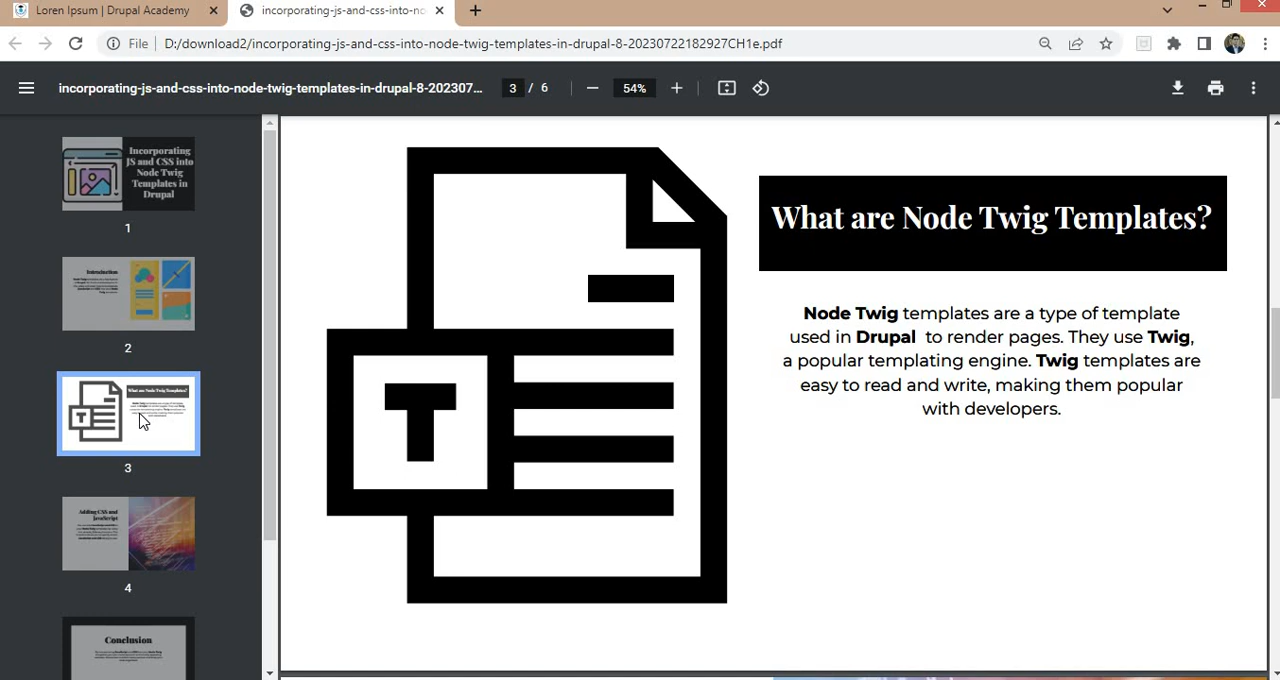 Loren Ipsum | Drupal Academy
incorporating-js-and-css-into-no
File
D:/download2/incorporating-js-and-css-into-node-twig-templates-in-drupal-8-20230722182927CH1e.pdf
incorporating-js-and-css-into-node-twig-templates-in-drupal-8-202307...
3 / 6
54%
Incorporating
JS and CSS into
Node Twig
Templates in
Drupal
1
Introduction
2
What are Node Twig Templates?
3
Adding CSS and
JavaScript
4
Conclusion
T
What are Node Twig Templates?
Node Twig templates are a type of template
used in Drupal to render pages. They use Twig,
a popular templating engine. Twig templates are
easy to read and write, making them popular
with developers.